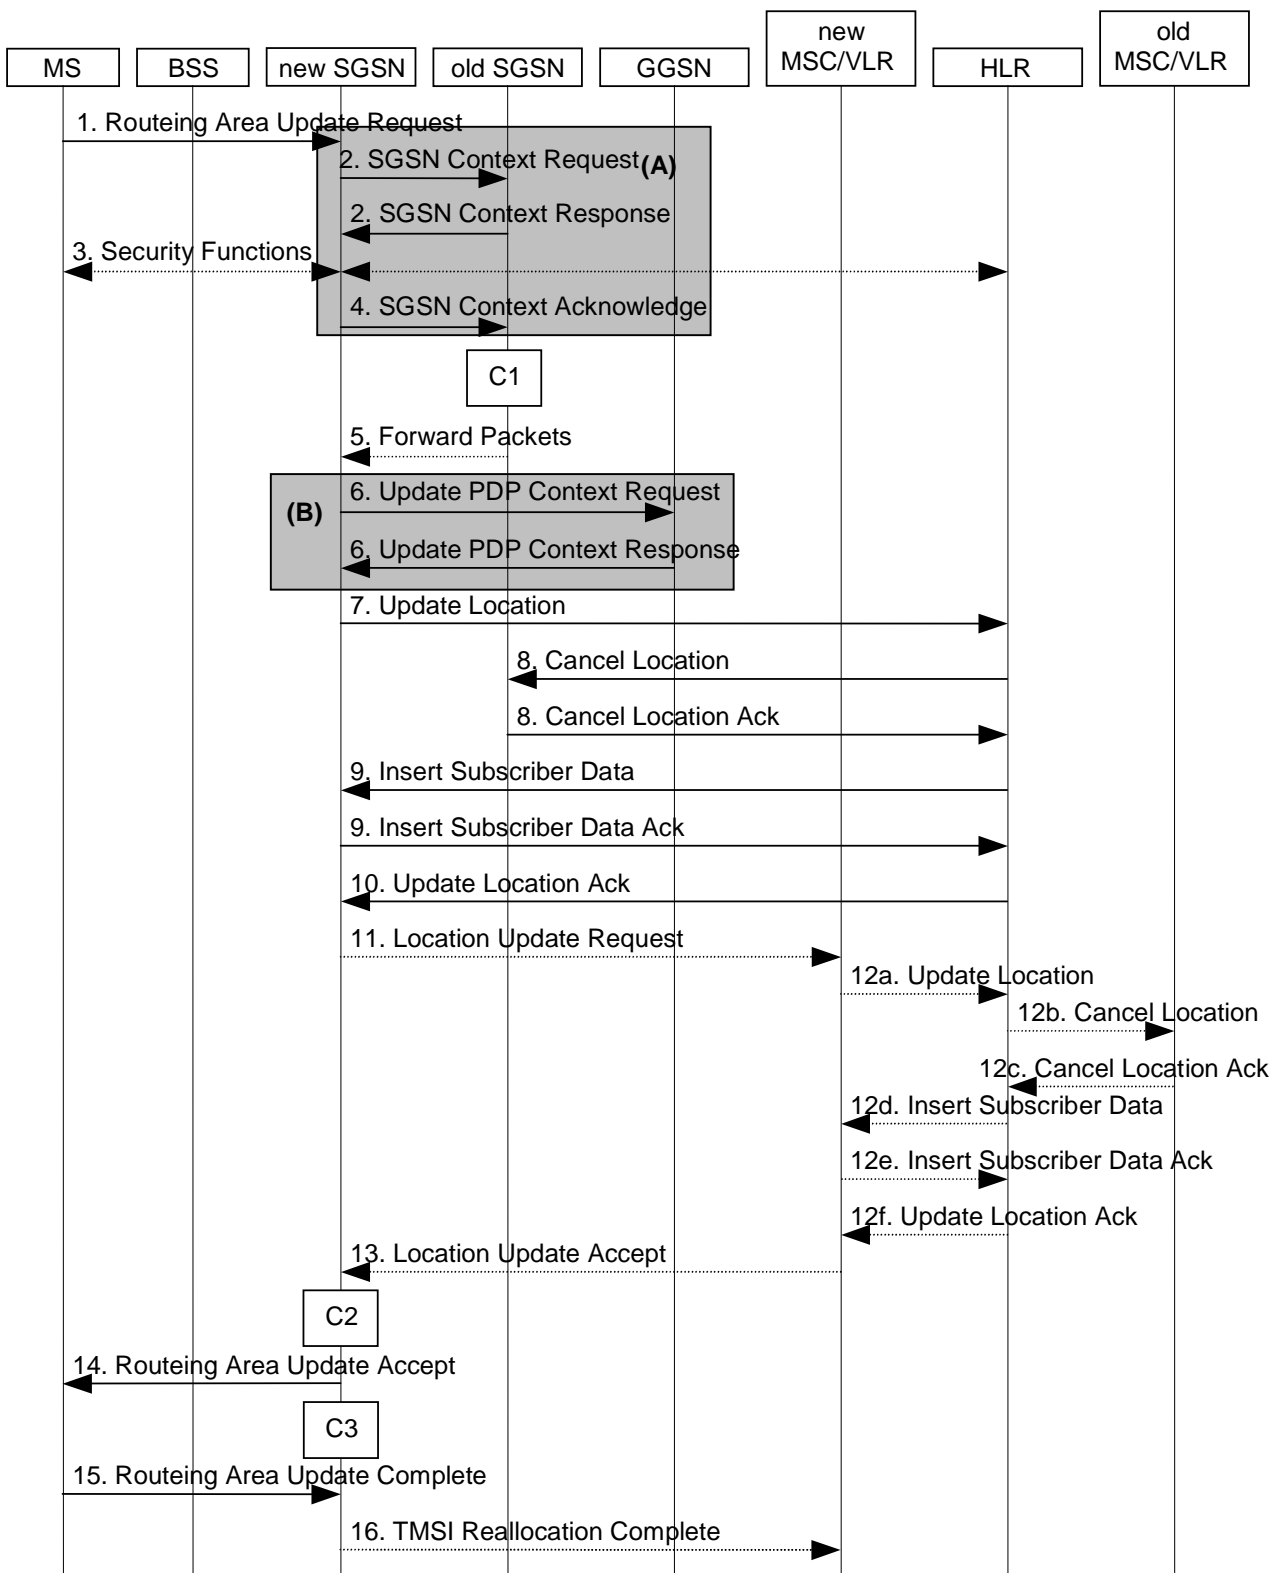 new
MSC/VLR
old
MSC/VLR
MS
BSS
new SGSN
old SGSN
GGSN
HLR
1. Routeing Area Update Request
2. SGSN Context Request
(A)
2. SGSN Context Response
3. Security Functions
4. SGSN Context Acknowledge
C1
5. Forward Packets
6. Update PDP Context Request
(B)
6. Update PDP Context Response
7. Update Location
8. Cancel Location
8. Cancel Location Ack
9. Insert Subscriber Data
9. Insert Subscriber Data Ack
10. Update Location Ack
11. Location Update Request
12a. Update Location
12b. Cancel Location
12c. Cancel Location Ack
12d. Insert Subscriber Data
12e. Insert Subscriber Data Ack
12f. Update Location Ack
13. Location Update Accept
C2
14. Routeing Area Update Accept
C3
15. Routeing Area Update Complete
16. TMSI Reallocation Complete